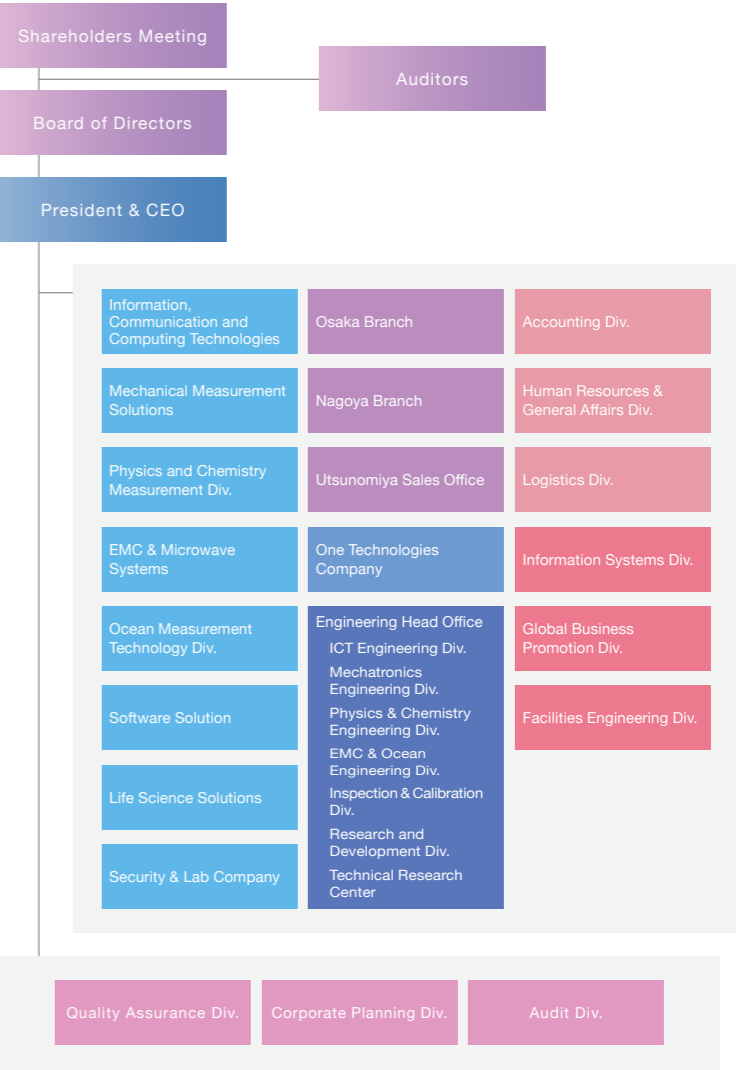 Shareholders Meeting
Auditors
Board of Directors
President & CEO
Information,
Communication and
Computing Technologies
Mechanical Measurement
Solutions
Physics and Chemistry
Measurement Div.
EMC & Microwave
Systems
Ocean Measurement
Technology Div.
Software Solution
Life Science Solutions
Security & Lab Company
Osaka Branch
Nagoya Branch
Utsunomiya Sales Office
One Technologies
Company
Engineering Head Office
ICT Engineering Div.
Mechatronics
Engineering Div.
Physics & Chemistry
Engineering Div.
EMC & Ocean
Engineering Div.
Inspection & Calibration
Div.
Research and
Development Div.
Technical Research
Center
Accounting Div.
Human Resources &
General Affairs Div.
Logistics Div.
Information Systems Div.
Global Business
Promotion Div.
Facilities Engineering Div.
Quality Assurance Div.
Corporate Planning Div.
Audit Div.